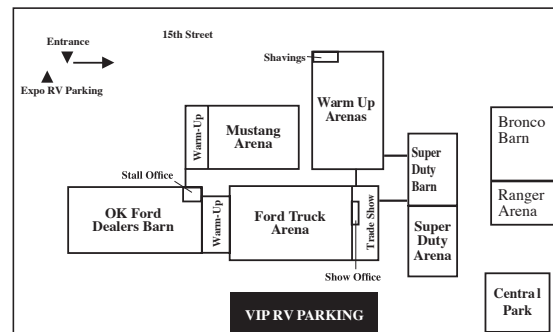 15th Street
Entrance
Expo RV Parking
Shavings
Warm Up
Arenas
Warm-Up
Mustang
Arena
Bronco
Barn
Super
Duty
Barn
Stall Office
Ranger
Arena
OK Ford
Dealers Barn
Warm-Up
Ford Truck
Arena
Trade Show
Super
Duty
Arena
Show Office
Central
Park
VIP RV PARKING